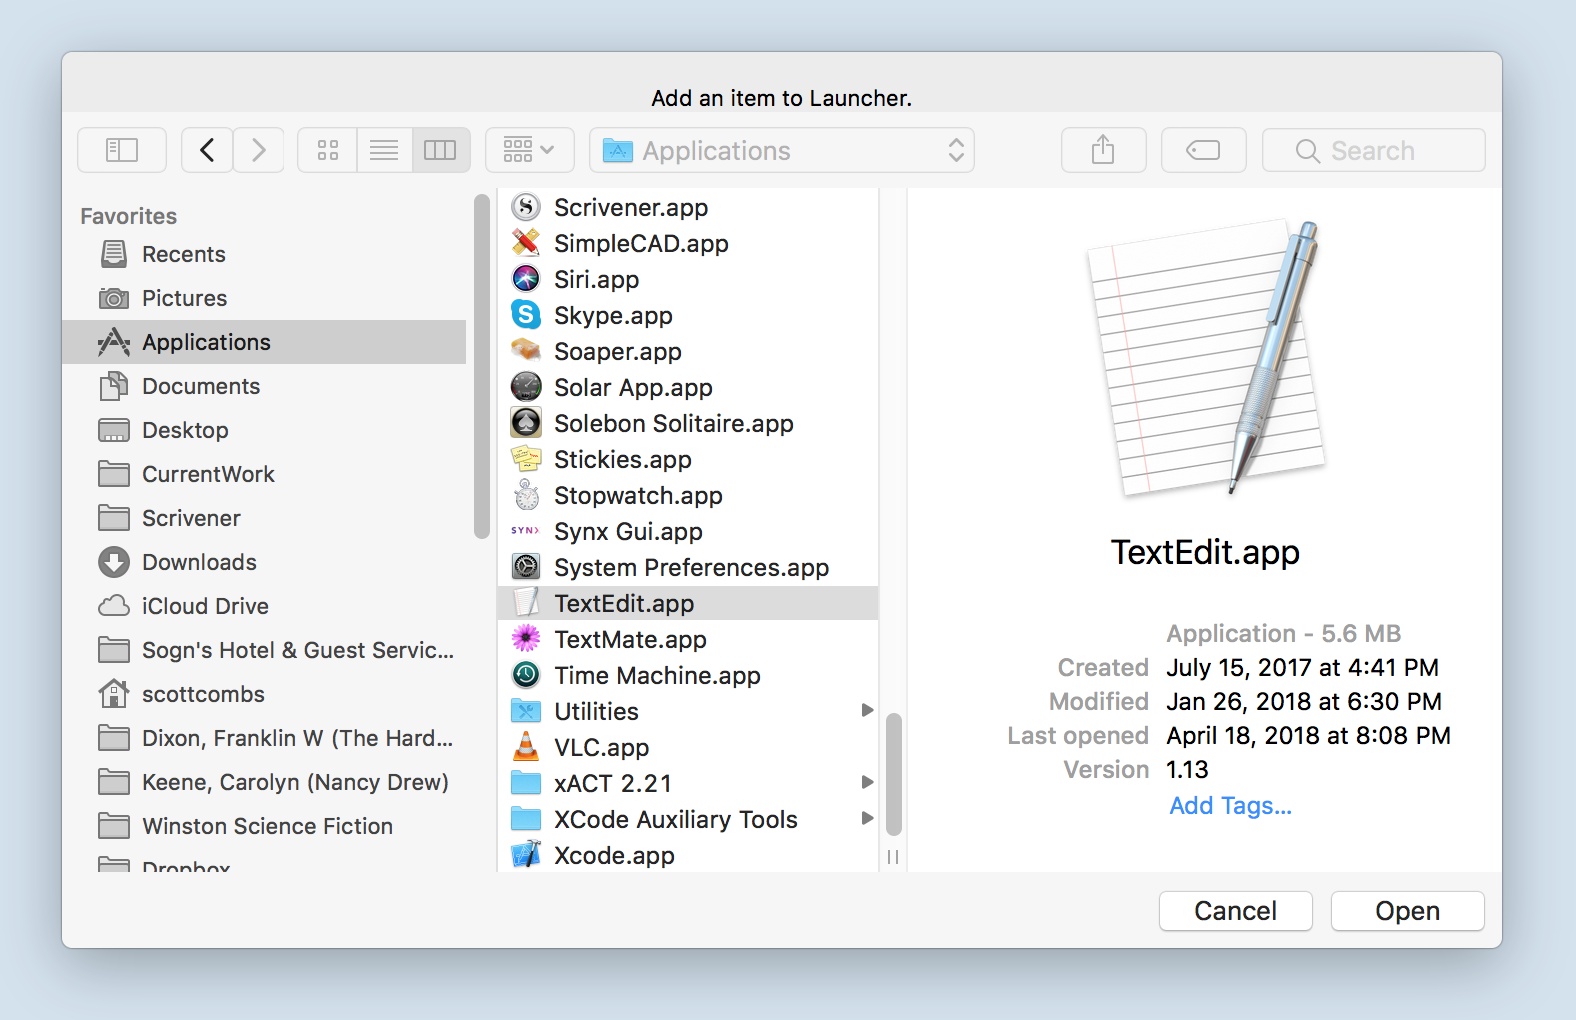 Add an item to Launcher.
Applications
Search
Favorites
Recents
Pictures
Applications
Documents
Desktop
CurrentWork
Scrivener
Downloads
iCloud Drive
Sogn's Hotel & Guest Servic...
scottcombs
Dixon, Franklin W (The Hard...
Keene, Carolyn (Nancy Drew)
Winston Science Fiction
Dropbox
Scrivener.app
SimpleCAD.app
Siri.app
Skype.app
Soaper.app
Solar App.app
Solebon Solitaire.app
Stickies.app
Stopwatch.app
SYNX
Synx Gui.app
System Preferences.app
TextEdit.app
TextMate.app
Time Machine.app
Utilities
VLC.app
xACT 2.21
XCode Auxiliary Tools
Xcode.app
TextEdit.app
Application - 5.6 MB
Created July 15, 2017 at 4:41 PM
Modified Jan 26, 2018 at 6:30 PM
Last opened April 18, 2018 at 8:08 PM
Version 1.13
Add Tags...
Cancel
Open